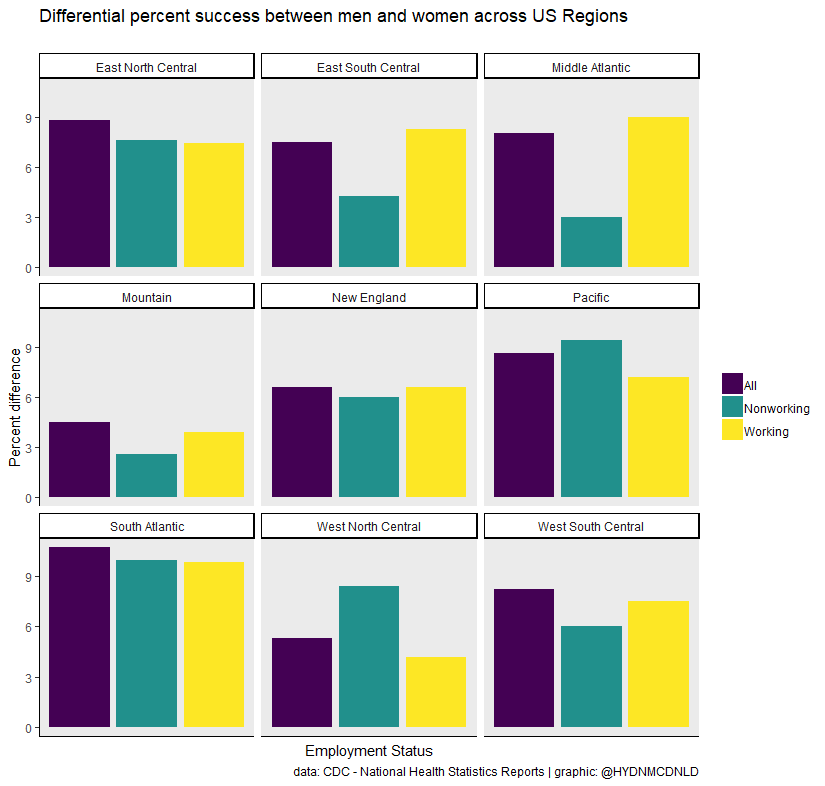 Differential percent success between men and women across US Regions
East North Central
East South Central
Middle Atlantic
9
6
3
0
Mountain
New England
Pacific
9
6
3
0
South Atlantic
West North Central
West South Central
9
6
3
0
Percent difference
All
Nonworking
Working
Employment Status
data: CDC - National Health Statistics Reports | graphic: @HYDNMCDNLD